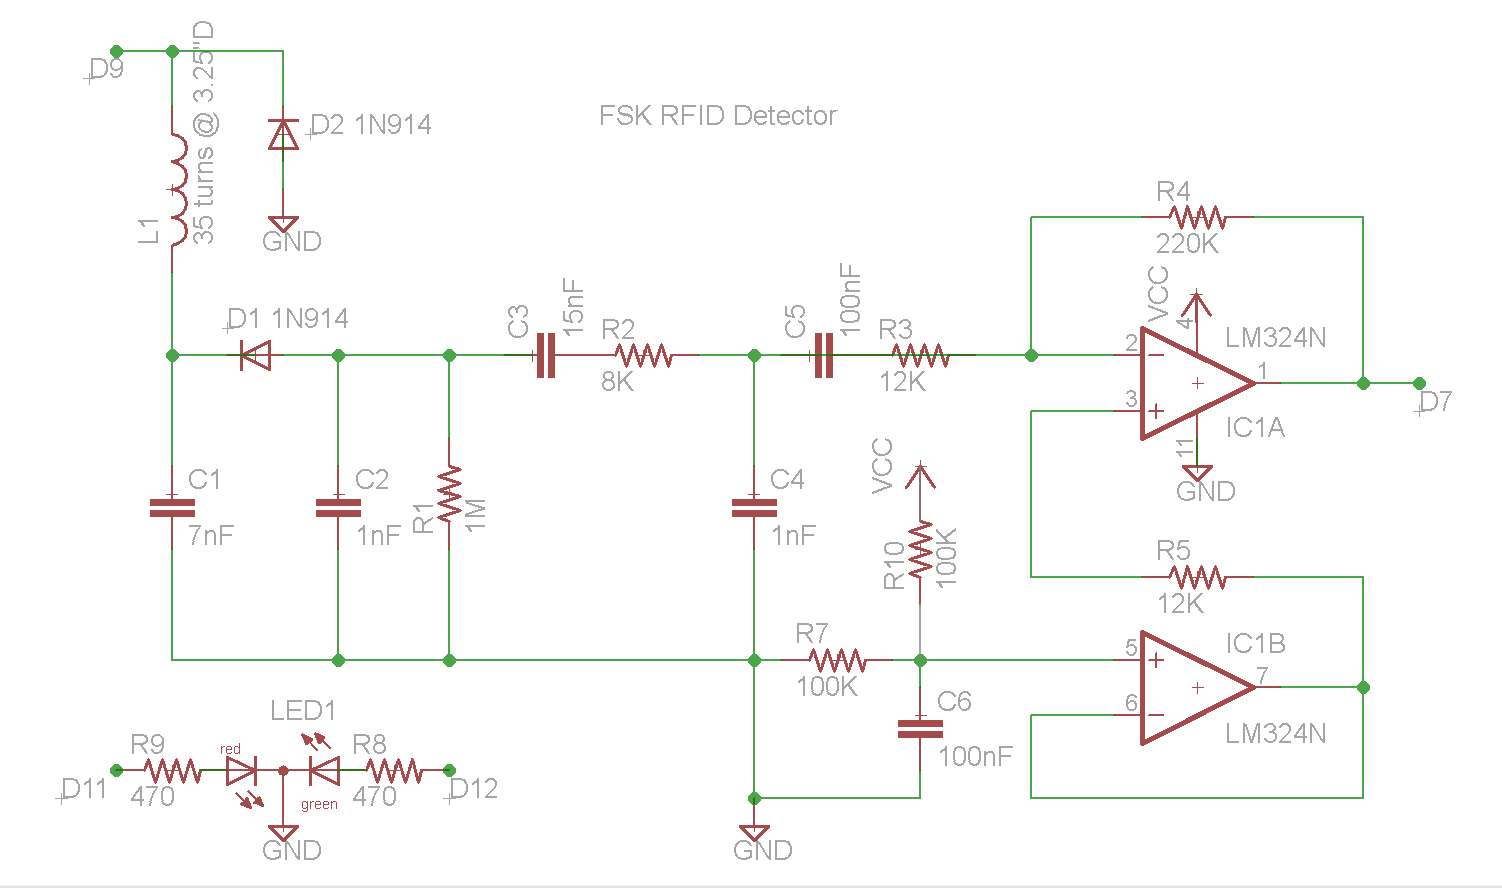 35 turns @ 3.25"D
D9
D2 1N914
FSK RFID Detector
L1
GND
R4
220K
VCC
4
D1 1N914
C3
15nF
R2
8K
C5
100nF
R3
12K
2
3
LM324N
1
D7
IC1A
11
GND
C1
7nF
C2
1nF
R1
1M
C4
1nF
VCC
R10
100K
R5
12K
R7
100K
5
6
IC1B
7
LM324N
C6
100nF
LED1
R9
red
R8
D11
470
green
470
D12
GND
GND